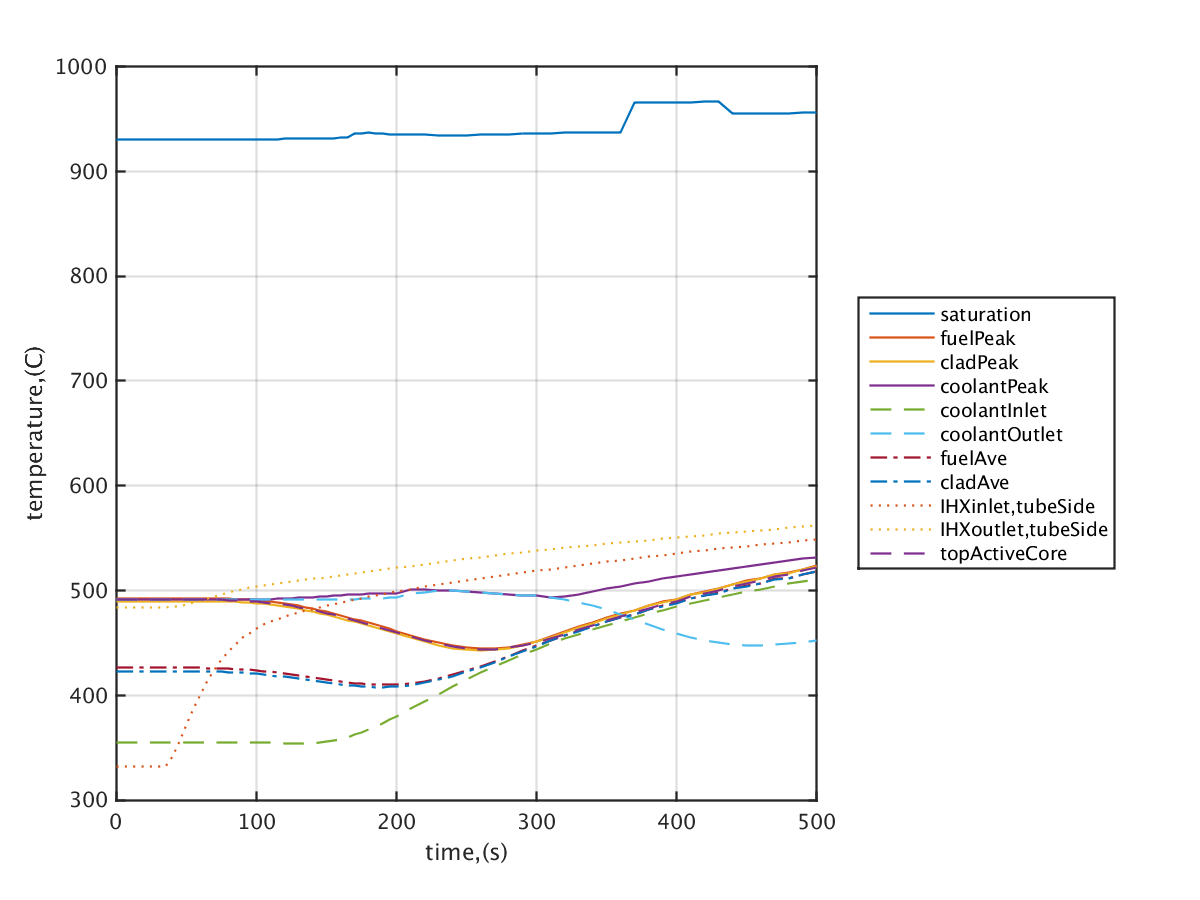 1000
900
800
700
600
500
400
300
temperature,(C)
0 100 200 300 400 500
time,(s)
saturation
fuelPeak
cladPeak
coolantPeak
coolantInlet
coolantOutlet
fuelAve
cladAve
IHXinlet,tubeSide
IHXoutlet,tubeSide
topActiveCore